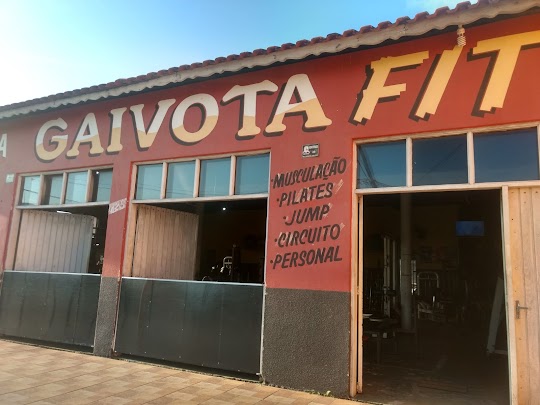 A GAIVOTA FIT
MUSCULAÇÃO
·PILATES
·JUMP
·CIRCUITO
·PERSONAL